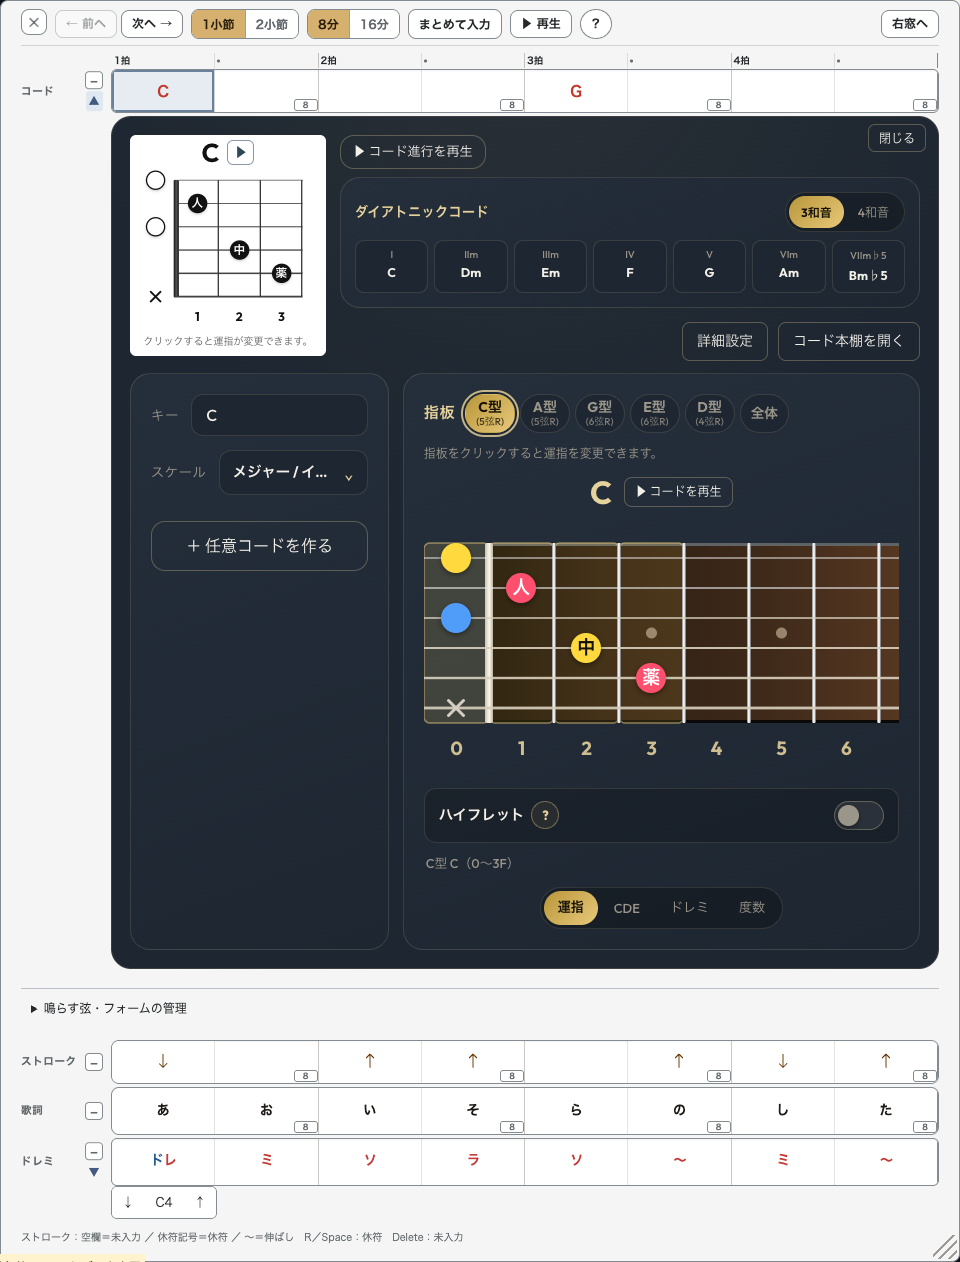 × ← 前へ 次へ → 1小節 2小節 8分 16分 まとめて入力 ▶ 再生 ? 右窓へ
1拍 • 2拍 • 3拍 • 4拍 •
コード − C G
▲ 8 8 8 8
閉じる
C ▶
人
中
薬
×
1 2 3
クリックすると運指が変更できます。
▶ コード進行を再生
ダイアトニックコード 3和音 4和音
I IIm IIIm IV V VIm VIIm♭5
C Dm Em F G Am Bm♭5
詳細設定 コード本棚を開く
キー C
スケール メジャー / イ... ⌄
＋ 任意コードを作る
指板 C型 A型 G型 E型 D型 全体
(5弦R) (5弦R) (6弦R) (6弦R) (4弦R)
指板をクリックすると運指を変更できます。
C ▶ コードを再生
人
中
薬
×
0 1 2 3 4 5 6
ハイフレット ?
C型 C（0〜3F）
運指 CDE ドレミ 度数
▶ 鳴らす弦・フォームの管理
ストローク − ↓ ↑ ↑ ↑ ↓ ↑
8 8 8 8
歌詞 − あ お い そ ら の し た
8 8 8 8
ドレミ − ドレ ミ ソ ラ ソ 〜 ミ 〜
▼
↓ C4 ↑
ストローク：空欄＝未入力 ／ 休符記号＝休符 ／ 〜＝伸ばし R／Space：休符 Delete：未入力